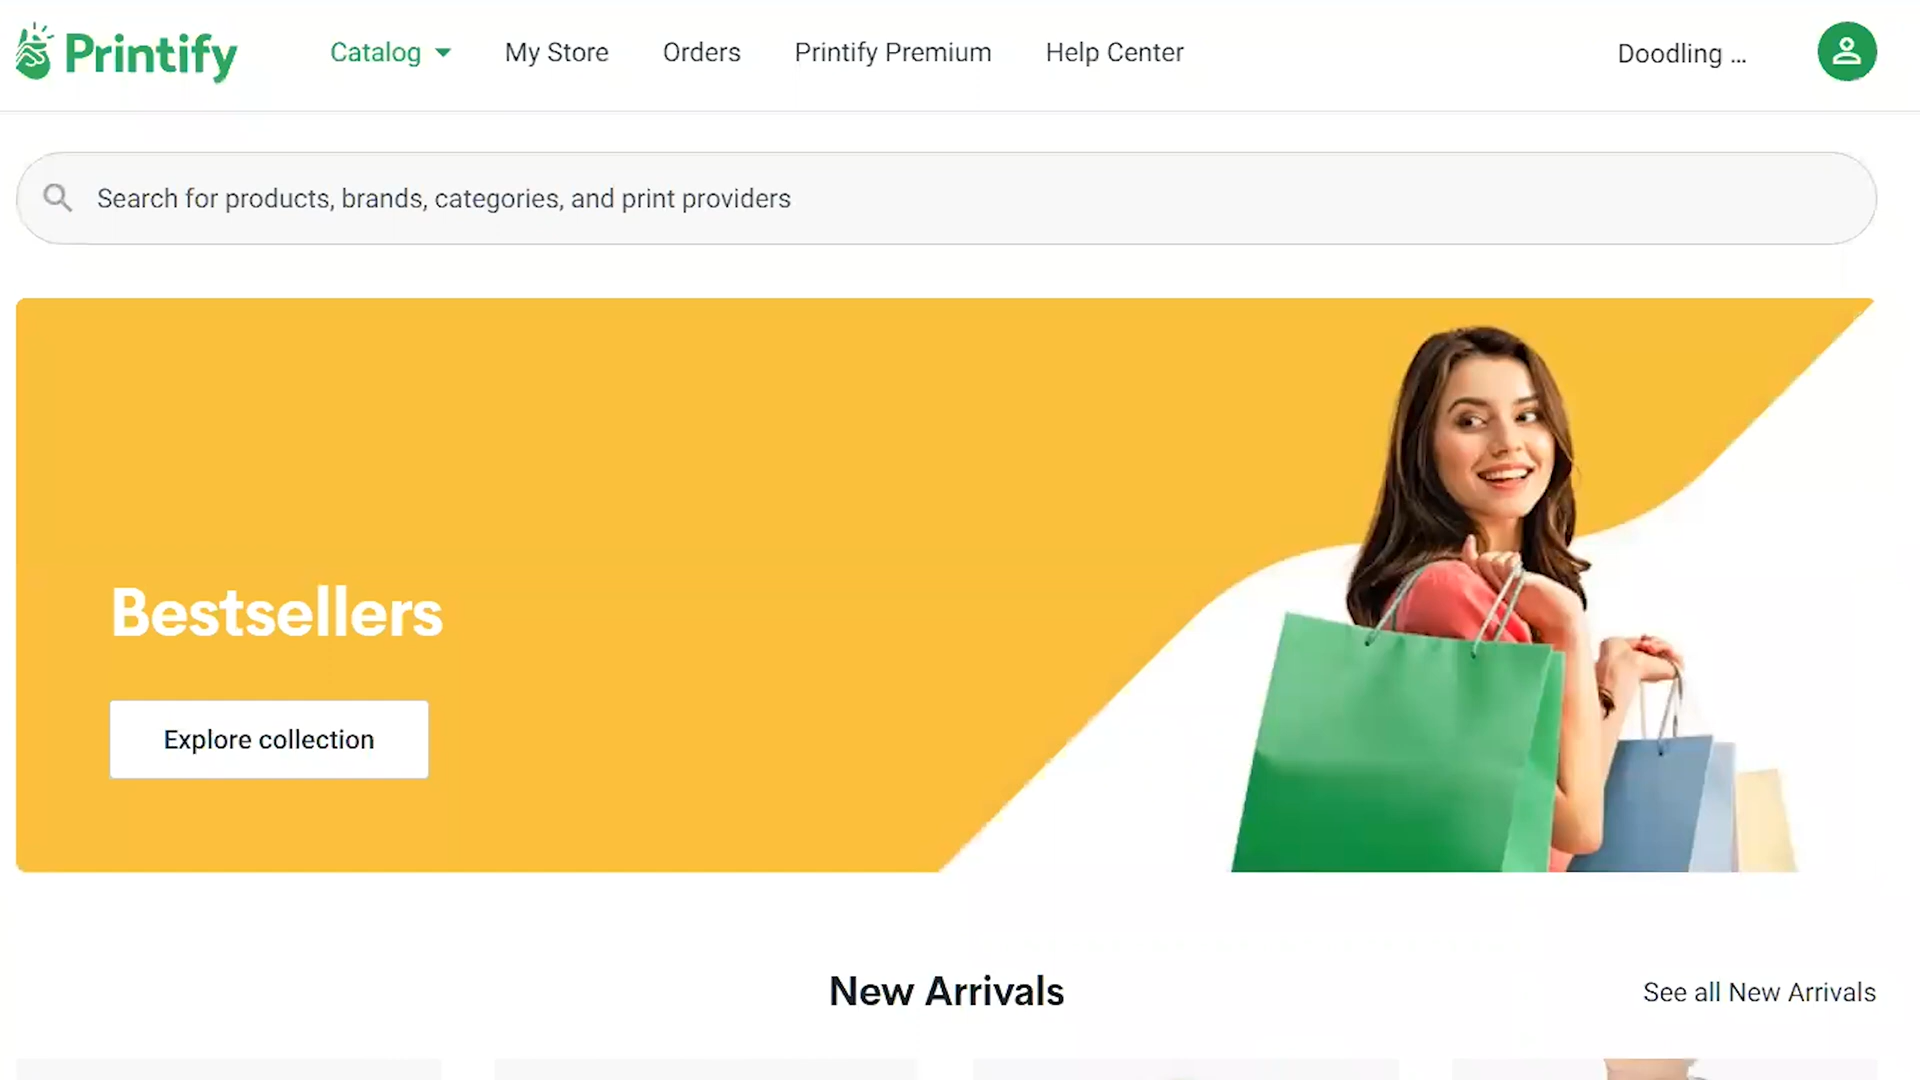 Printify
Catalog
My Store
Orders
Printify Premium
Help Center
Doodling ...
Search for products, brands, categories, and print providers
Bestsellers
Explore collection
New Arrivals
See all New Arrivals